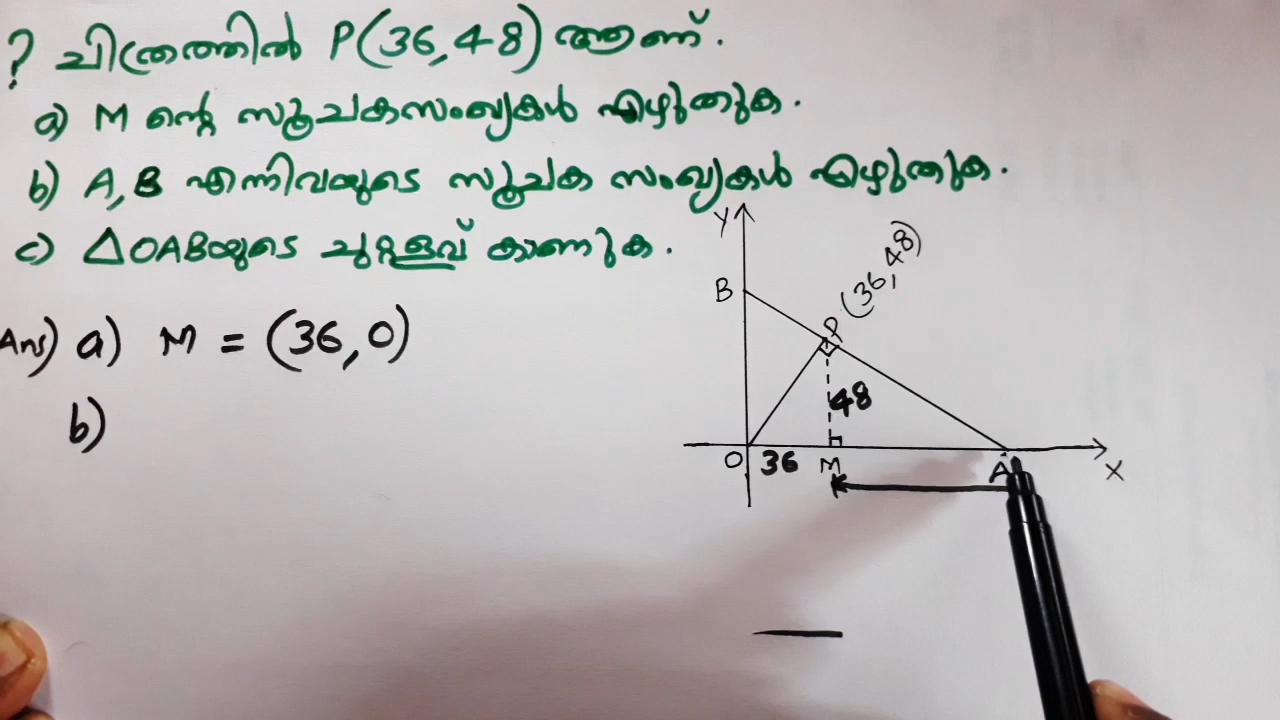 ? ചിത്രത്തിൽ P(36,48) ആണ്.
a) M ന്റെ സൂചകസംഖ്യകൾ എഴുതുക.
b) A,B എന്നിവയുടെ സൂചക സംഖ്യകൾ എഴുതുക.
c) △OABയുടെ ചുറ്റളവ് കാണുക.
Ans) a) M = (36,0)
b)
Y
B
P (36,48)
48
O 36 M A X